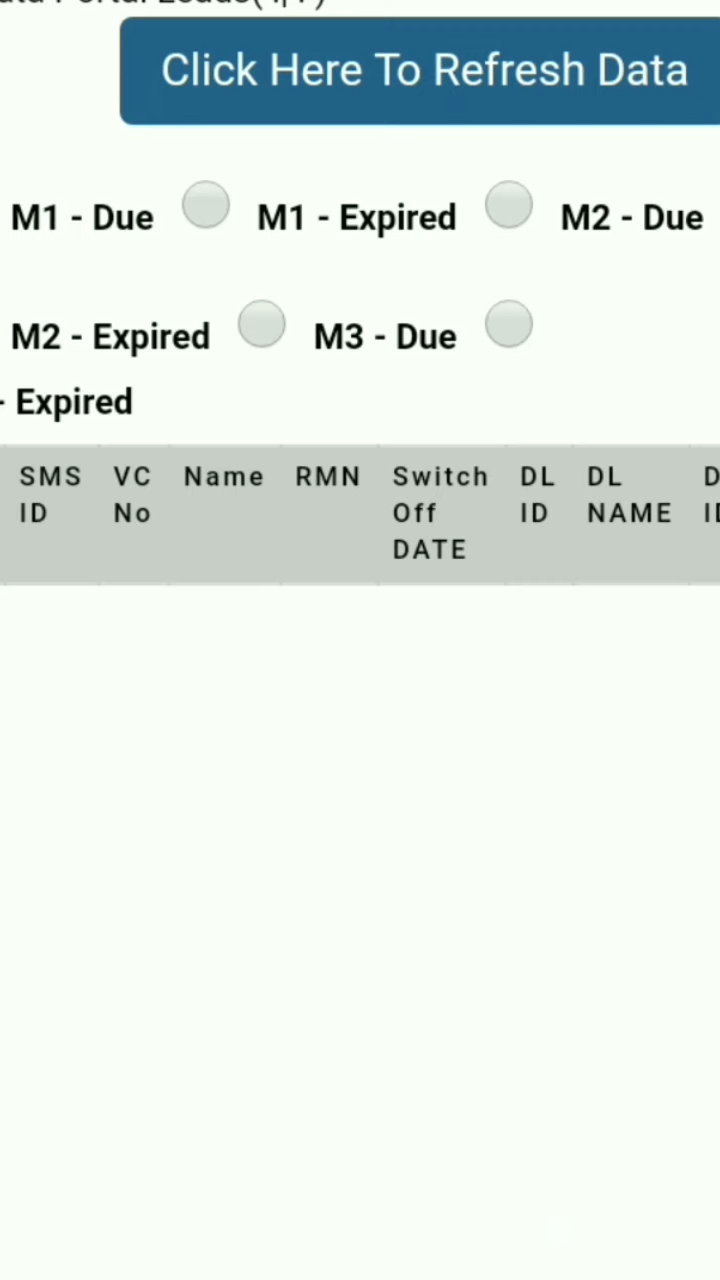 Click Here To Refresh Data
M1 - Due M1 - Expired M2 - Due
M2 - Expired M3 - Due
- Expired
SMS ID VC No Name RMN Switch Off DATE DL ID DL NAME